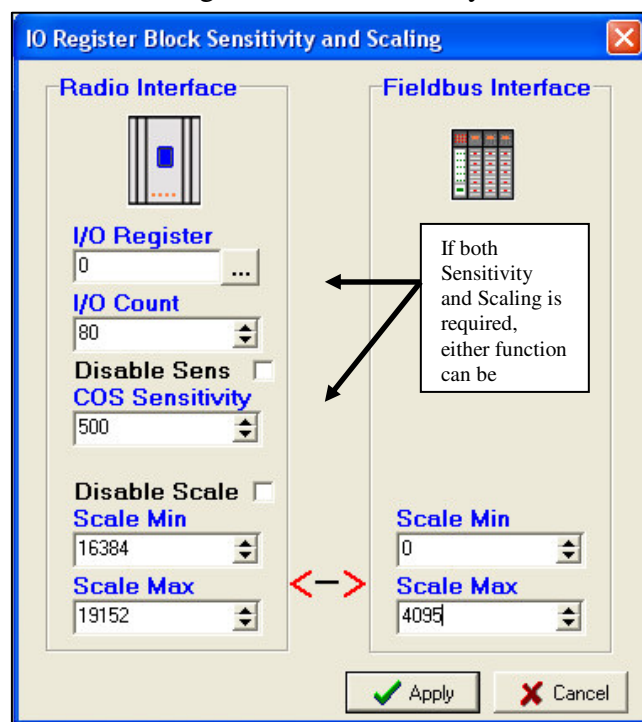 IO Register Block Sensitivity and Scaling
Radio Interface
I/O Register
0
...
I/O Count
80
Disable Sens
COS Sensitivity
500
Disable Scale
Scale Min
16384
Scale Max
19152
<->
Fieldbus Interface
If both
Sensitivity
and Scaling is
required,
either function
can be
Scale Min
0
Scale Max
4095
Apply
Cancel